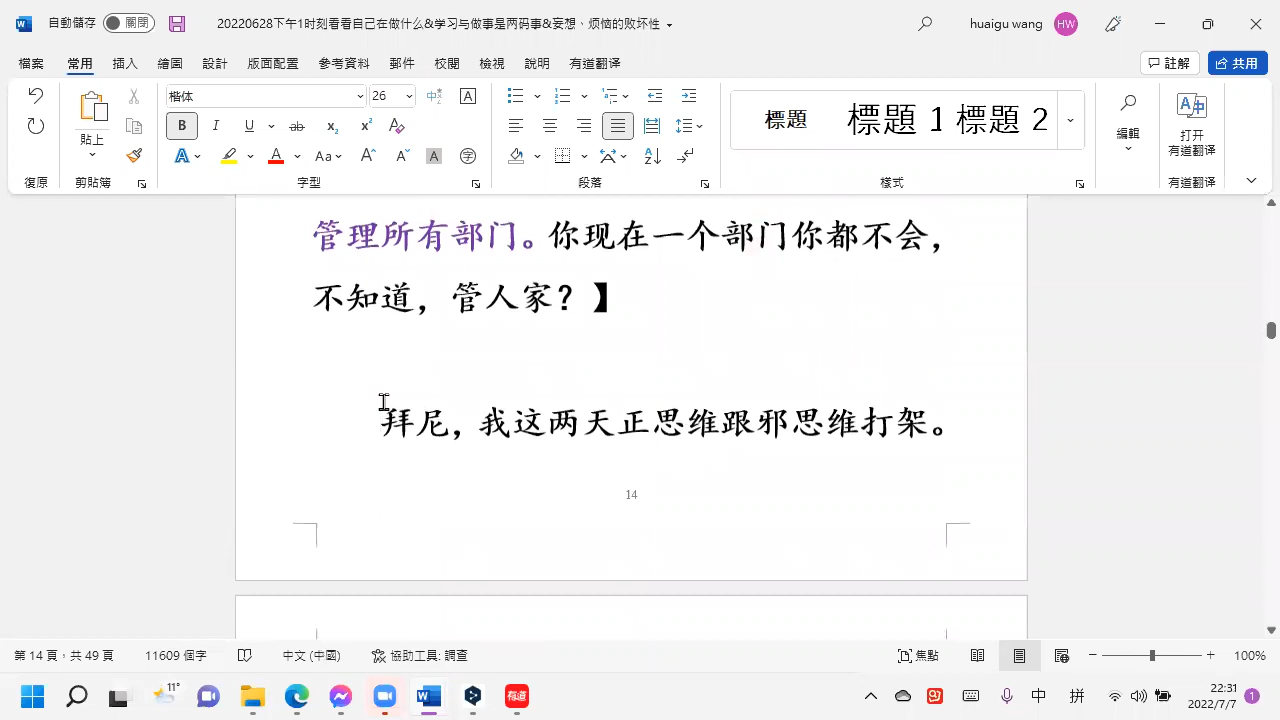 自動儲存 關閉 20220628下午1时刻看看自己在做什么&学习与做事是两码事&妄想、烦恼的败坏性 huaigu wang HW
檔案 常用 插入 繪圖 設計 版面配置 參考資料 郵件 校閱 檢視 說明 有道翻译 註解 共用
楷体 26 A 標題 標題 1 標題 2
貼上 B I U ab x₂ x² A 編輯 打开 有道翻译
A A Aa A A A 字
復原 剪貼簿 字型 段落 樣式 有道翻译
管理所有部门。你现在一个部门你都不会，
不知道，管人家？】
拜尼，我这两天正思维跟邪思维打架。
14
第 14 頁，共 49 頁 11609 個字 中文 (中國) 協助工具: 調查 焦點 100%
11° 有道 中 拼 22:31 1
2022/7/7